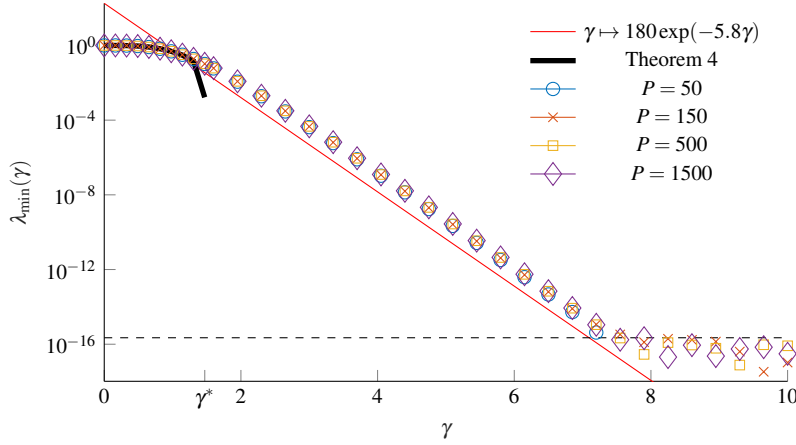 γ ↦ 180 exp(−5.8γ)
Theorem 4
P = 50
P = 150
P = 500
P = 1500
10^0
10^−4
10^−8
10^−12
10^−16
λ_min(γ)
0 γ* 2 4 6 8 10
γ